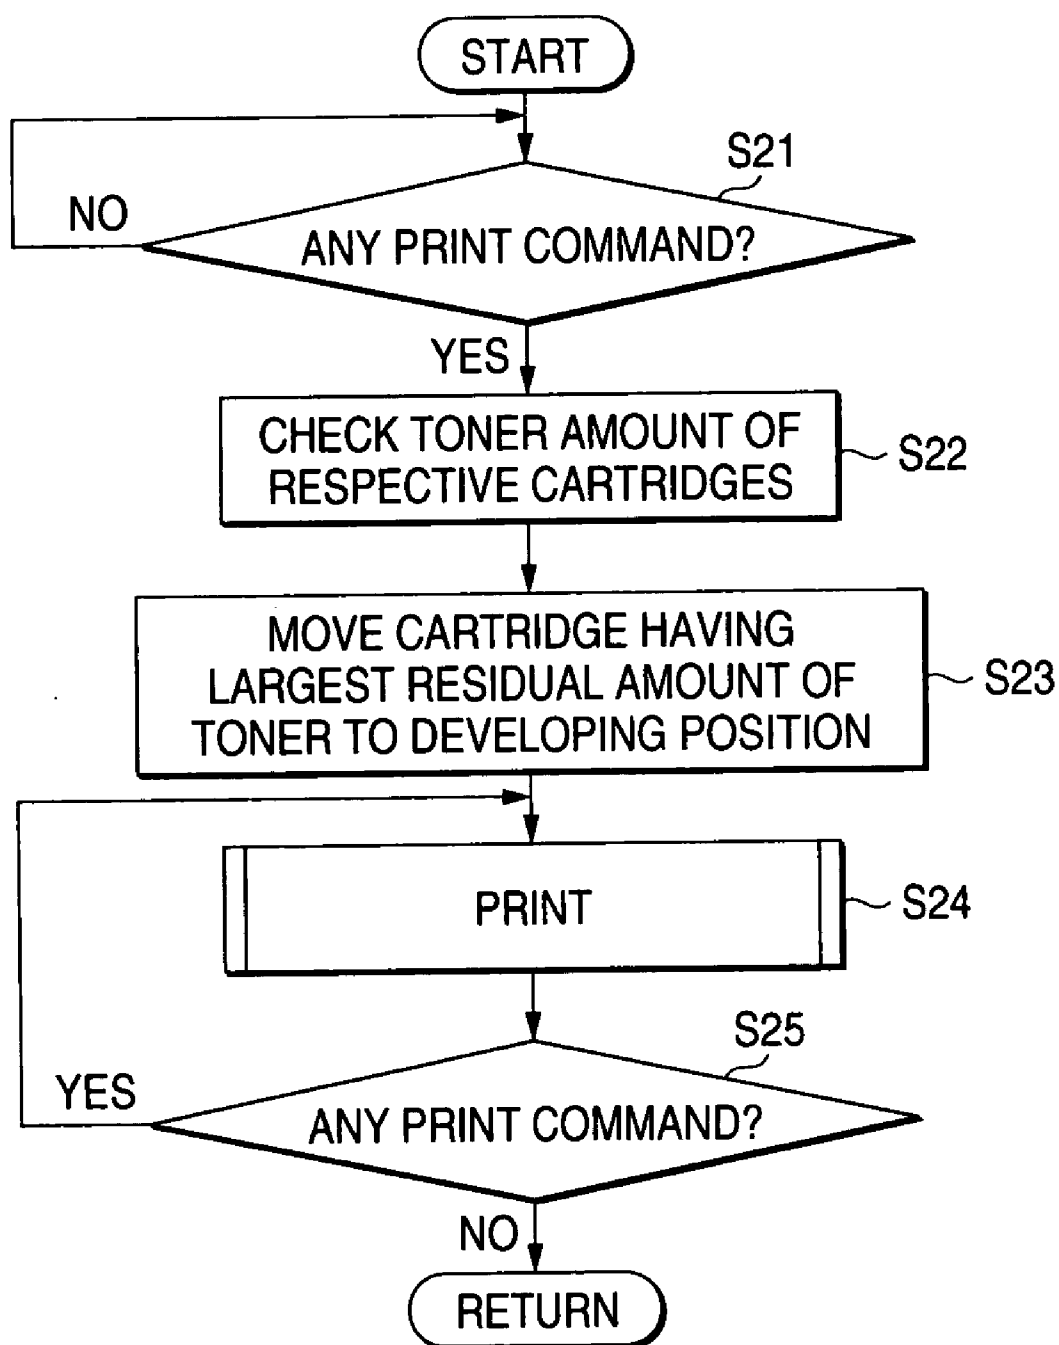 START
S21
NO
ANY PRINT COMMAND?
YES
CHECK TONER AMOUNT OF
RESPECTIVE CARTRIDGES
S22
MOVE CARTRIDGE HAVING
LARGEST RESIDUAL AMOUNT OF
TONER TO DEVELOPING POSITION
S23
PRINT
S24
S25
YES
ANY PRINT COMMAND?
NO
RETURN